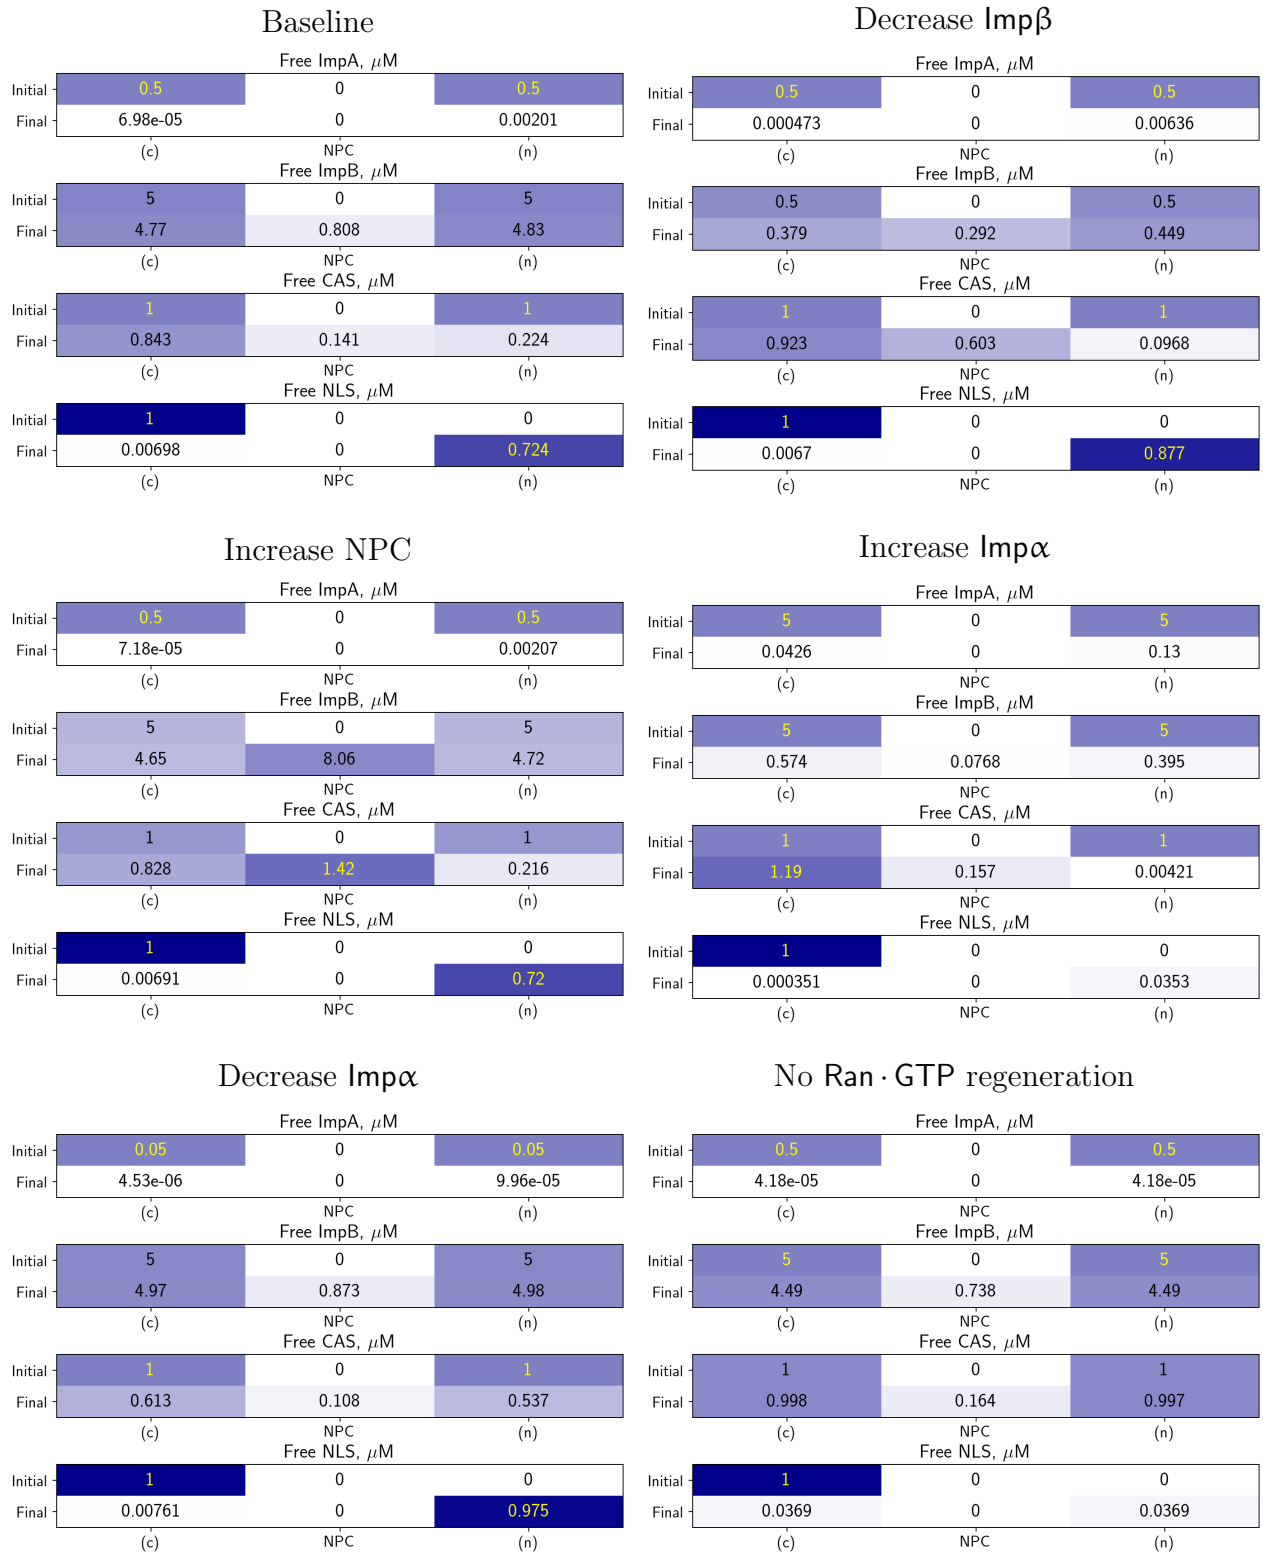 Baseline
Free ImpA, μM
Initial 0.5 0 0.5
Final 6.98e-05 0 0.00201
(c) NPC (n)
Free ImpB, μM
Initial 5 0 5
Final 4.77 0.808 4.83
(c) NPC (n)
Free CAS, μM
Initial 1 0 1
Final 0.843 0.141 0.224
(c) NPC (n)
Free NLS, μM
Initial 1 0 0
Final 0.00698 0 0.724
(c) NPC (n)
Decrease Impβ
Free ImpA, μM
Initial 0.5 0 0.5
Final 0.000473 0 0.00636
(c) NPC (n)
Free ImpB, μM
Initial 0.5 0 0.5
Final 0.379 0.292 0.449
(c) NPC (n)
Free CAS, μM
Initial 1 0 1
Final 0.923 0.603 0.0968
(c) NPC (n)
Free NLS, μM
Initial 1 0 0
Final 0.0067 0 0.877
(c) NPC (n)
Increase NPC
Free ImpA, μM
Initial 0.5 0 0.5
Final 7.18e-05 0 0.00207
(c) NPC (n)
Free ImpB, μM
Initial 5 0 5
Final 4.65 8.06 4.72
(c) NPC (n)
Free CAS, μM
Initial 1 0 1
Final 0.828 1.42 0.216
(c) NPC (n)
Free NLS, μM
Initial 1 0 0
Final 0.00691 0 0.72
(c) NPC (n)
Increase Impα
Free ImpA, μM
Initial 5 0 5
Final 0.0426 0 0.13
(c) NPC (n)
Free ImpB, μM
Initial 5 0 5
Final 0.574 0.0768 0.395
(c) NPC (n)
Free CAS, μM
Initial 1 0 1
Final 1.19 0.157 0.00421
(c) NPC (n)
Free NLS, μM
Initial 1 0 0
Final 0.000351 0 0.0353
(c) NPC (n)
Decrease Impα
Free ImpA, μM
Initial 0.05 0 0.05
Final 4.53e-06 0 9.96e-05
(c) NPC (n)
Free ImpB, μM
Initial 5 0 5
Final 4.97 0.873 4.98
(c) NPC (n)
Free CAS, μM
Initial 1 0 1
Final 0.613 0.108 0.537
(c) NPC (n)
Free NLS, μM
Initial 1 0 0
Final 0.00761 0 0.975
(c) NPC (n)
No Ran · GTP regeneration
Free ImpA, μM
Initial 0.5 0 0.5
Final 4.18e-05 0 4.18e-05
(c) NPC (n)
Free ImpB, μM
Initial 5 0 5
Final 4.49 0.738 4.49
(c) NPC (n)
Free CAS, μM
Initial 1 0 1
Final 0.998 0.164 0.997
(c) NPC (n)
Free NLS, μM
Initial 1 0 0
Final 0.0369 0 0.0369
(c) NPC (n)